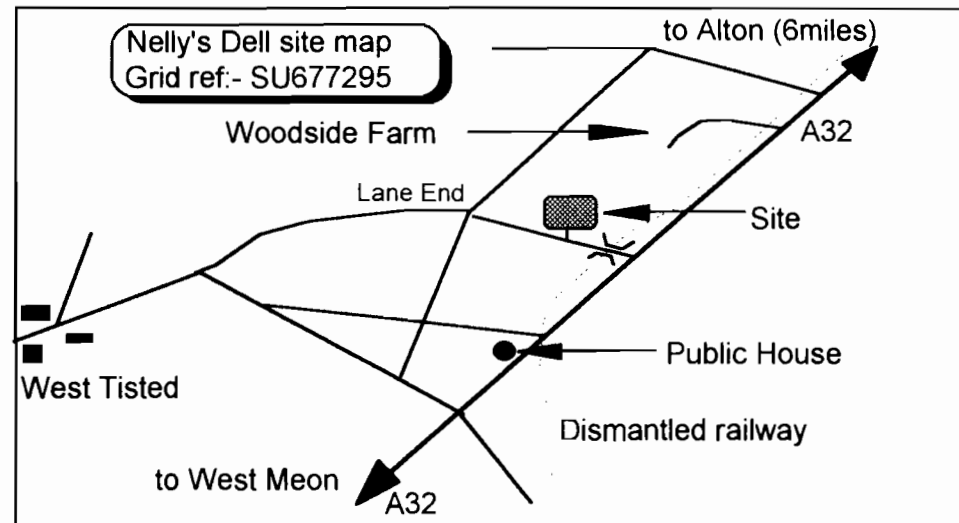 Nelly's Dell site map
Grid ref:- SU677295
to Alton (6miles)
Woodside Farm
A32
Lane End
Site
Public House
West Tisted
Dismantled railway
to West Meon
A32